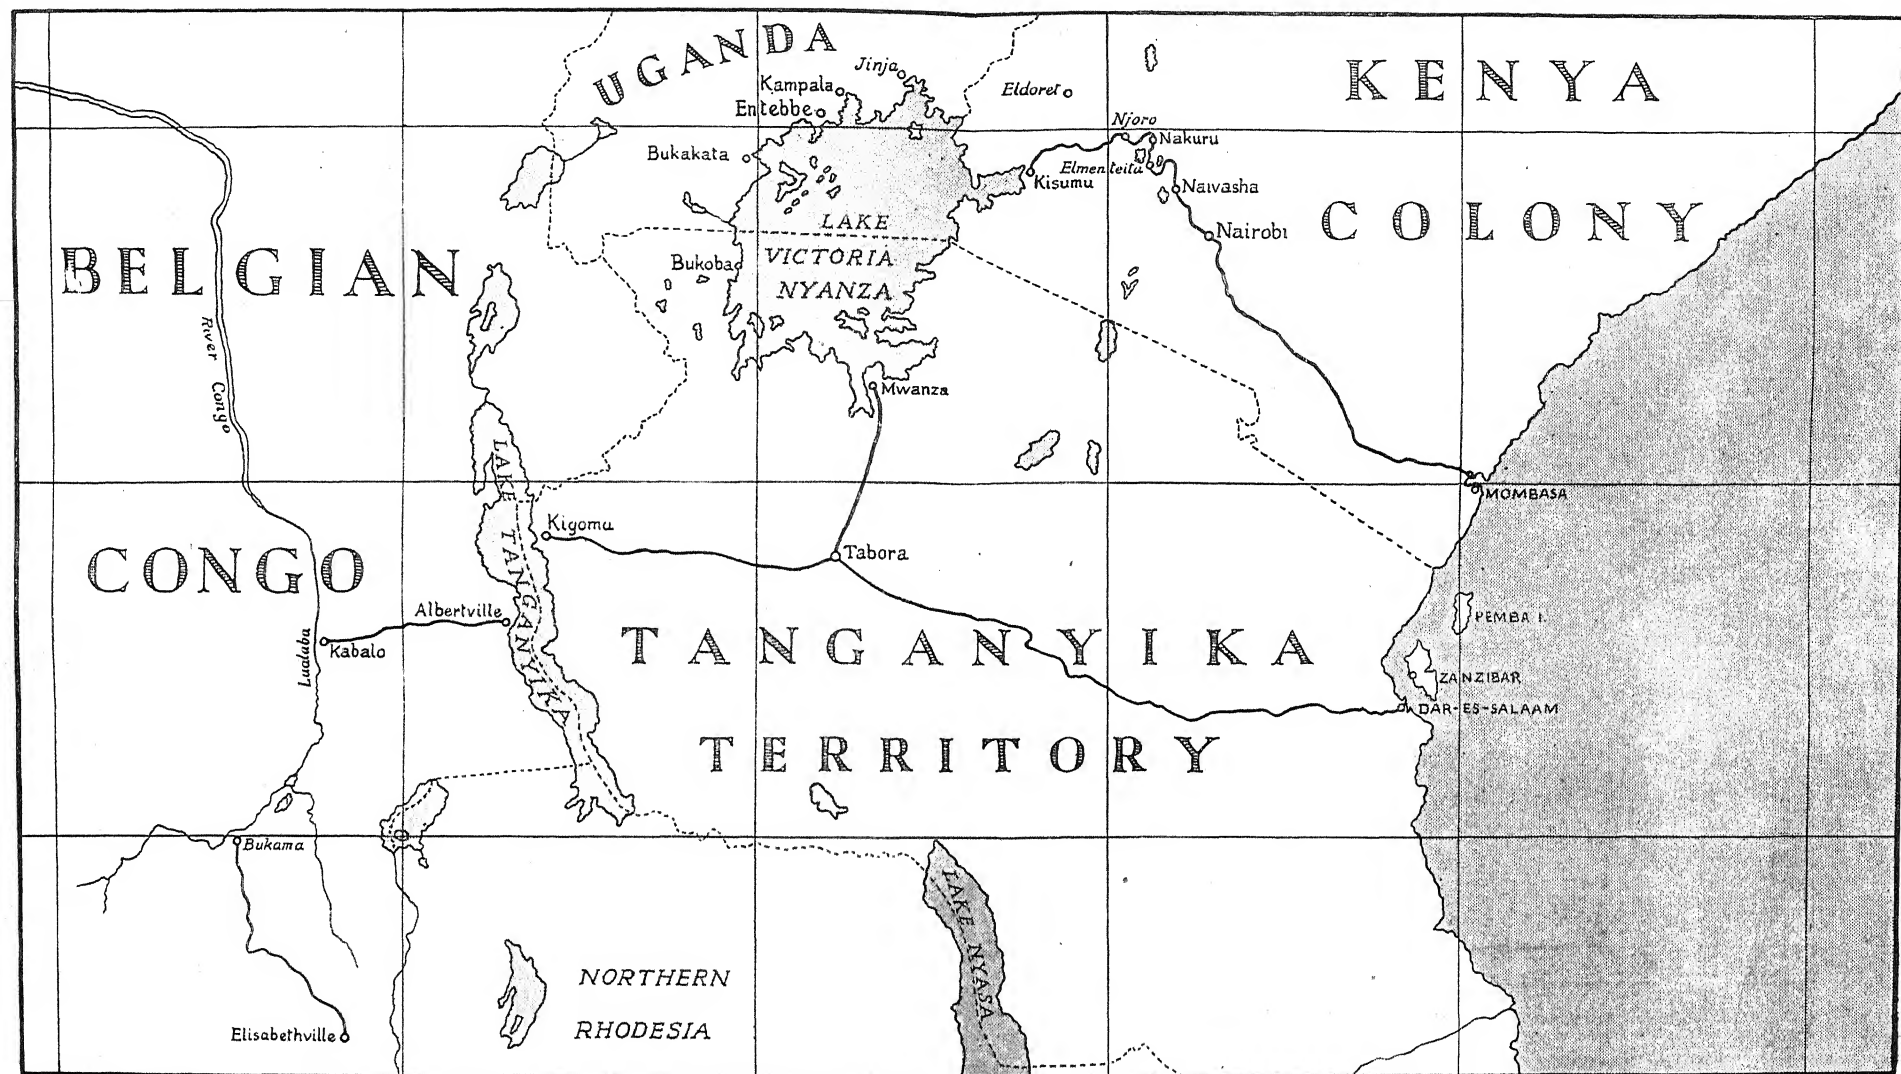 UGANDA
KENYA
COLONY
Jinja
Kampala
Entebbe
Eldoret
Njoro
Nakuru
Bukakata
Elmenteita
Kisumu
Naivasha
Nairobi
LAKE
VICTORIA
NYANZA
Bukoba
BELGIAN
CONGO
River Congo
Mwanza
MOMBASA
LAKE TANGANYIKA
Kigoma
Tabora
Albertville
Kabalo
Lualuba
TANGANYIKA
TERRITORY
PEMBA I.
ZANZIBAR
DAR-ES-SALAAM
Bukama
LAKE NYASA
NORTHERN
RHODESIA
Elisabethville